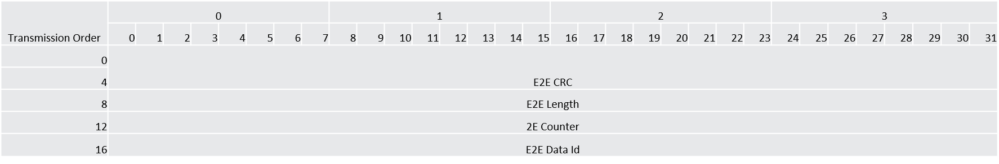 0 1 2 3
Transmission Order 0 1 2 3 4 5 6 7 8 9 10 11 12 13 14 15 16 17 18 19 20 21 22 23 24 25 26 27 28 29 30 31
0
4 E2E CRC
8 E2E Length
12 2E Counter
16 E2E Data Id